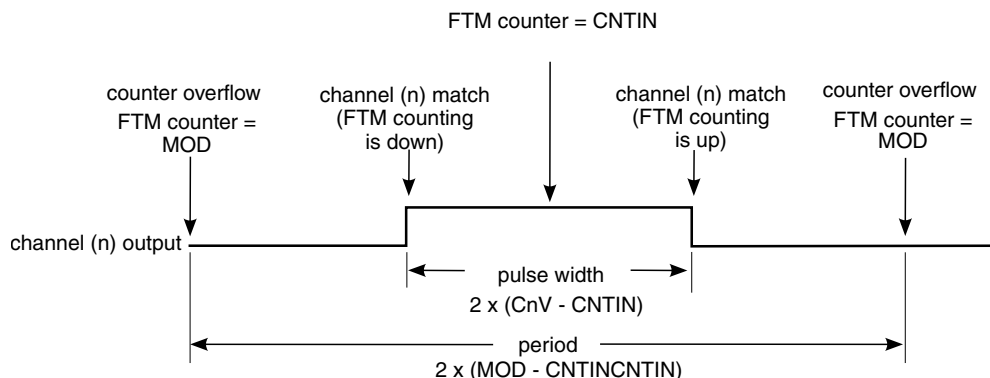 FTM counter = CNTIN
counter overflow
FTM counter =
MOD
channel (n) match
(FTM counting
is down)
channel (n) match
(FTM counting
is up)
counter overflow
FTM counter =
MOD
channel (n) output
pulse width
2 x (CnV - CNTIN)
period
2 x (MOD - CNTINCNTIN)